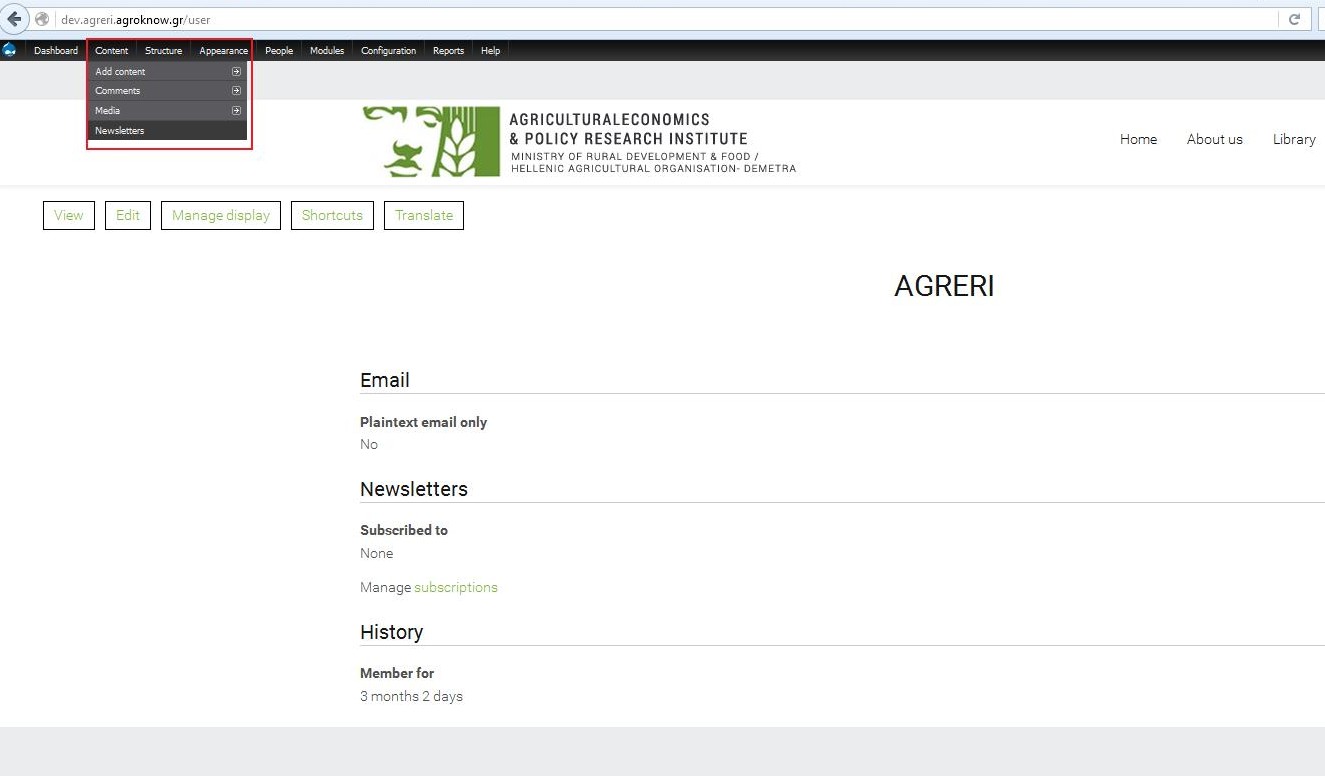 dev.agreri.agroknow.gr/user
Dashboard Content Structure Appearance People Modules Configuration Reports Help
Add content
Comments
Media
Newsletters
AGRICULTURALECONOMICS
& POLICY RESEARCH INSTITUTE
MINISTRY OF RURAL DEVELOPMENT & FOOD /
HELLENIC AGRICULTURAL ORGANISATION- DEMETRA
Home About us Library
View Edit Manage display Shortcuts Translate
AGRERI
Email
Plaintext email only
No
Newsletters
Subscribed to
None
Manage subscriptions
History
Member for
3 months 2 days